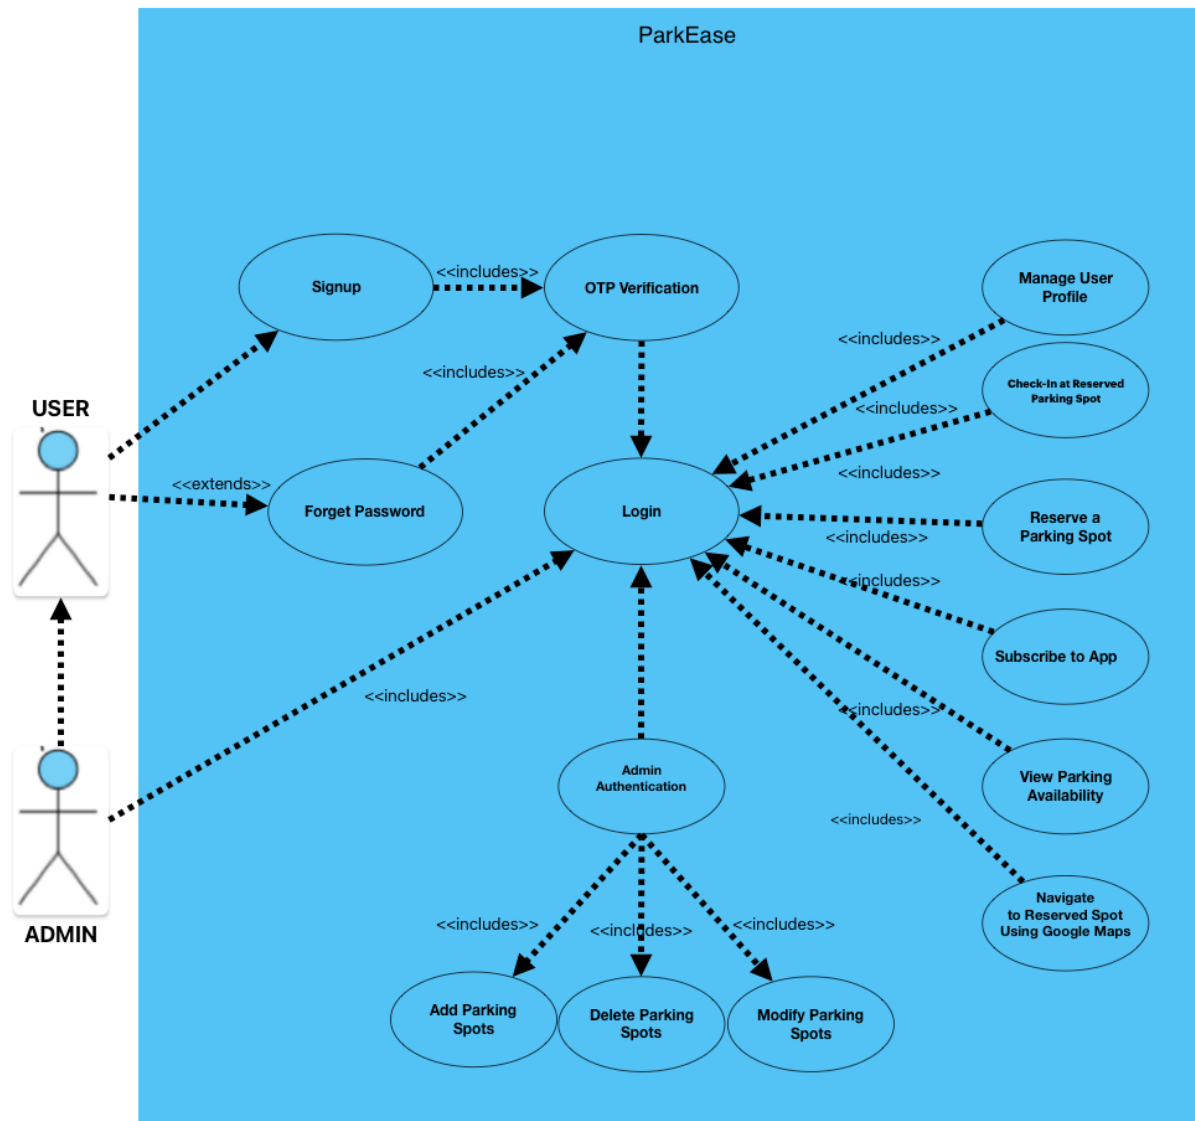 ParkEase
Signup
<<includes>>
OTP Verification
Manage User
Profile
<<includes>>
<<includes>>
Check-In at Reserved
Parking Spot
<<includes>>
USER
<<includes>>
<<extends>>
Forget Password
Login
Reserve a
Parking Spot
<<includes>>
<<includes>>
Subscribe to App
<<includes>>
<<includes>>
Admin
Authentication
View Parking
Availability
<<includes>>
Navigate
to Reserved Spot
Using Google Maps
ADMIN
<<includes>>
<<includes>>
<<includes>>
Add Parking
Spots
Delete Parking
Spots
Modify Parking
Spots